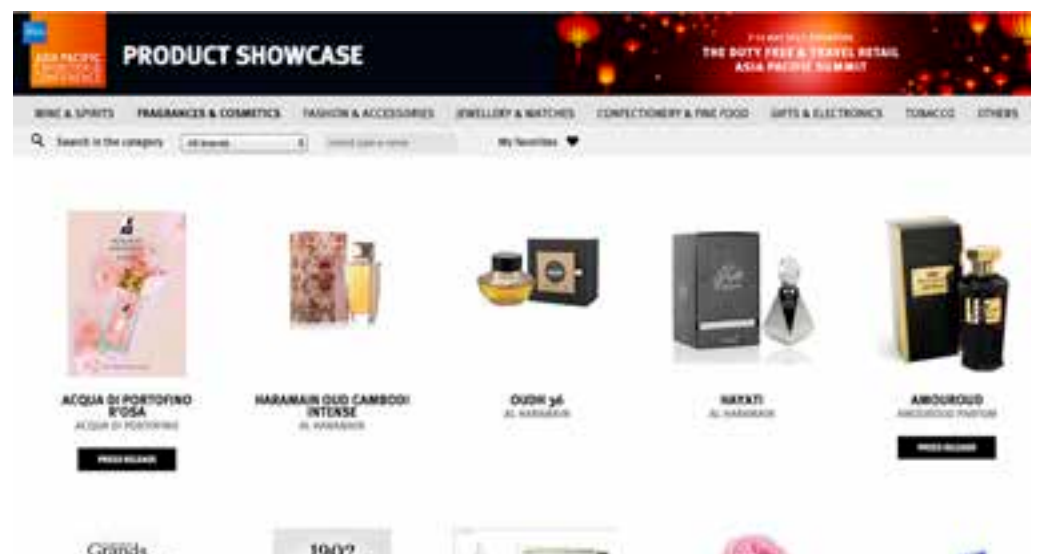 ASIA PACIFIC
PRODUCT SHOWCASE
THE DUTY FREE & TRAVEL RETAIL
ASIA PACIFIC SUMMIT
WINE & SPIRITS FRAGRANCES & COSMETICS FASHION & ACCESSORIES JEWELLERY & WATCHES CONFECTIONERY & FINE FOOD GIFTS & ELECTRONICS TOBACCO OTHERS
Search in the category All brands My favorites
ACQUA DI PORTOFINO
R'OSA
ACQUA DI PORTOFINO
PRESS RELEASE
HARAMAIN OUD CAMBODI
INTENSE
AL HARAMAIN
OUDH 36
AL HARAMAIN
HAYATI
AL HARAMAIN
AMOUROUD
AMOUROUD PARFUM
PRESS RELEASE
Grands
1902